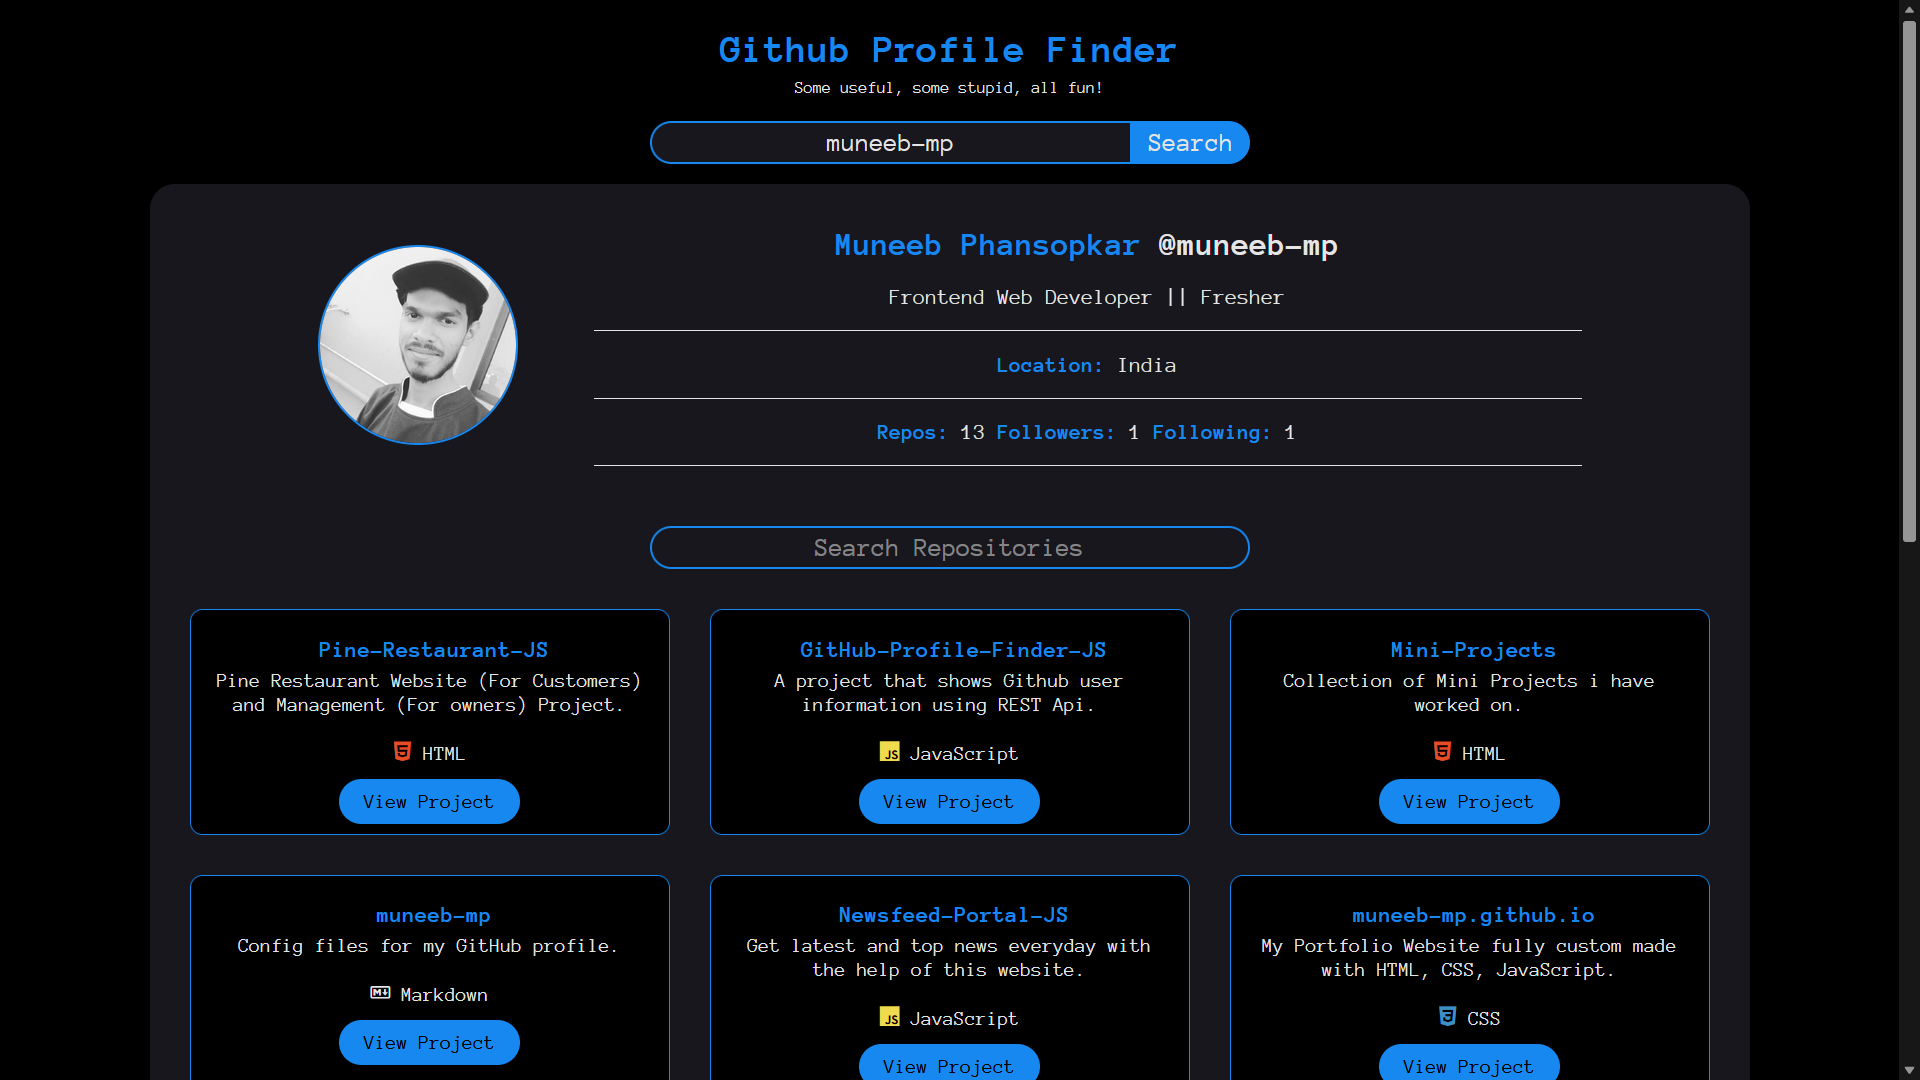 Github Profile Finder
Some useful, some stupid, all fun!
muneeb-mp Search
Muneeb Phansopkar @muneeb-mp
Frontend Web Developer || Fresher
Location: India
Repos: 13 Followers: 1 Following: 1
Search Repositories
Pine-Restaurant-JS
Pine Restaurant Website (For Customers)
and Management (For owners) Project.
HTML
View Project
GitHub-Profile-Finder-JS
A project that shows Github user
information using REST Api.
JS JavaScript
View Project
Mini-Projects
Collection of Mini Projects i have
worked on.
HTML
View Project
muneeb-mp
Config files for my GitHub profile.
Markdown
View Project
Newsfeed-Portal-JS
Get latest and top news everyday with
the help of this website.
JS JavaScript
View Project
muneeb-mp.github.io
My Portfolio Website fully custom made
with HTML, CSS, JavaScript.
CSS
View Project